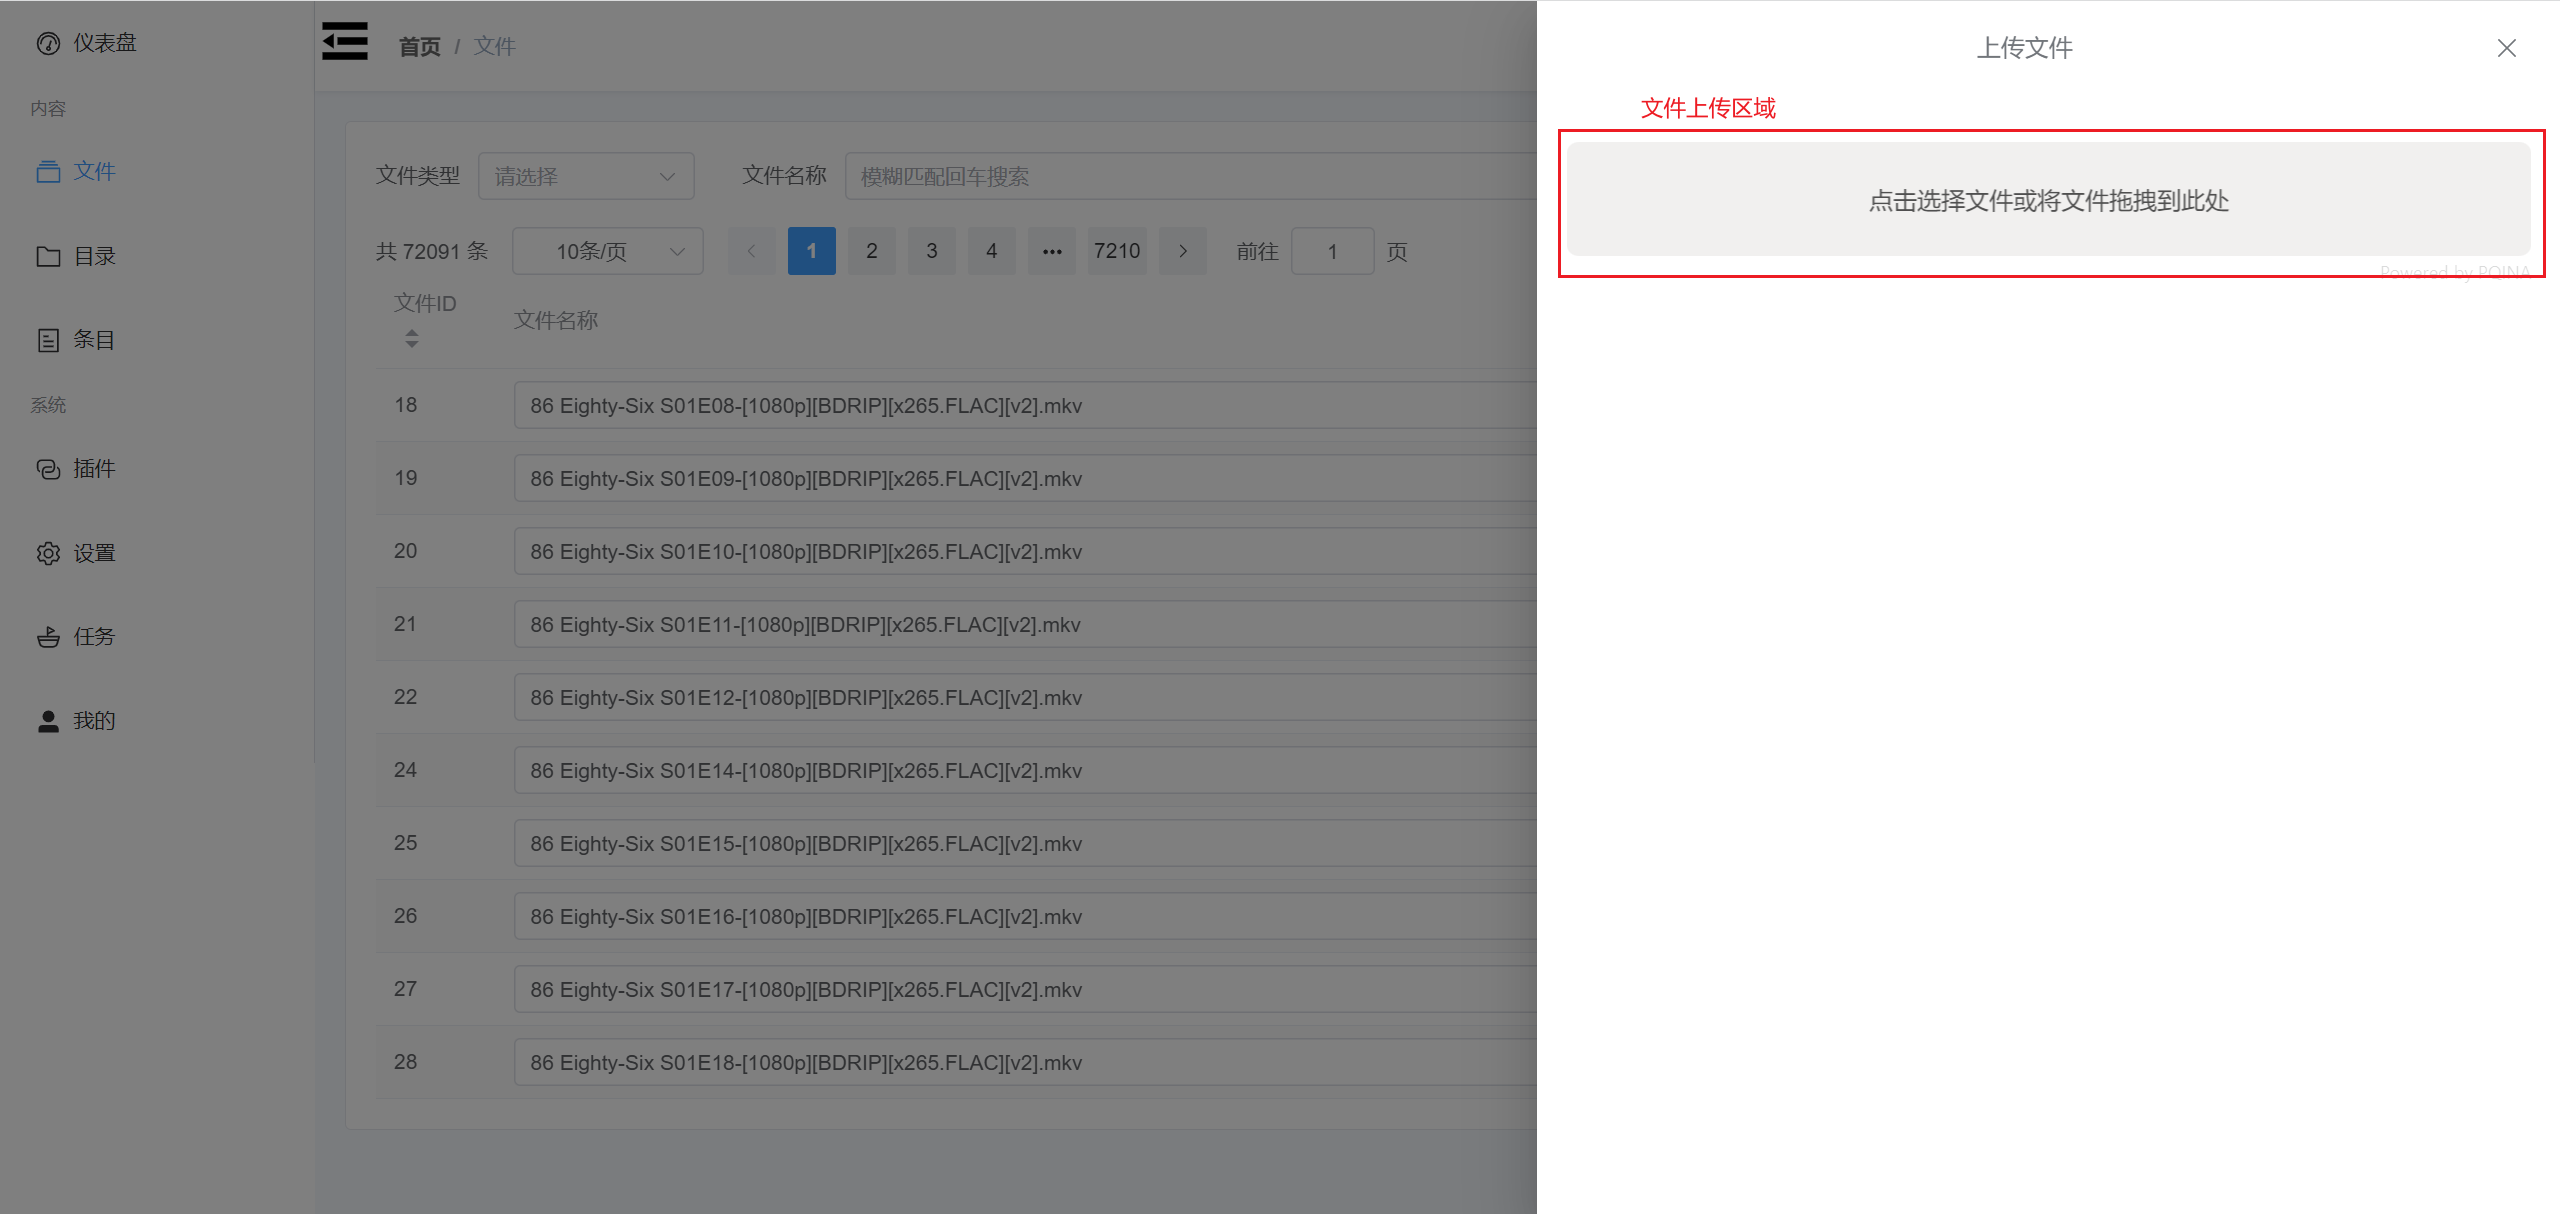 仪表盘
内容
文件
目录
条目
系统
插件
设置
任务
我的
首页 / 文件
文件类型 请选择 文件名称 模糊匹配回车搜索
共 72091 条 10条/页 1 2 3 4 ••• 7210 前往 1 页
文件ID 文件名称
18 86 Eighty-Six S01E08-[1080p][BDRIP][x265.FLAC][v2].mkv
19 86 Eighty-Six S01E09-[1080p][BDRIP][x265.FLAC][v2].mkv
20 86 Eighty-Six S01E10-[1080p][BDRIP][x265.FLAC][v2].mkv
21 86 Eighty-Six S01E11-[1080p][BDRIP][x265.FLAC][v2].mkv
22 86 Eighty-Six S01E12-[1080p][BDRIP][x265.FLAC][v2].mkv
24 86 Eighty-Six S01E14-[1080p][BDRIP][x265.FLAC][v2].mkv
25 86 Eighty-Six S01E15-[1080p][BDRIP][x265.FLAC][v2].mkv
26 86 Eighty-Six S01E16-[1080p][BDRIP][x265.FLAC][v2].mkv
27 86 Eighty-Six S01E17-[1080p][BDRIP][x265.FLAC][v2].mkv
28 86 Eighty-Six S01E18-[1080p][BDRIP][x265.FLAC][v2].mkv
上传文件
文件上传区域
点击选择文件或将文件拖拽到此处
Powered by PQINA